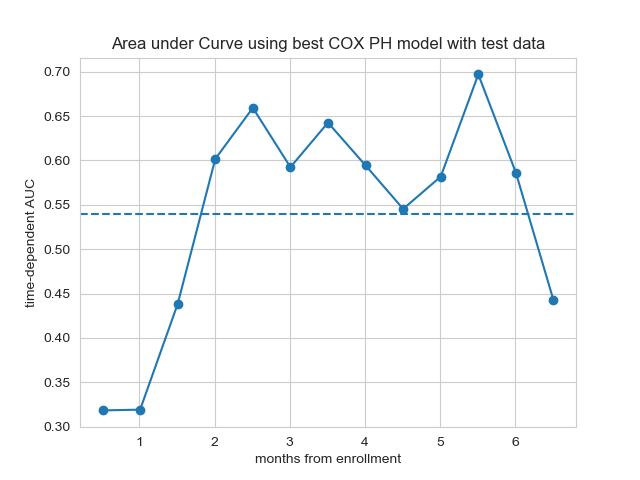 Area under Curve using best COX PH model with test data
time-dependent AUC
0.70
0.65
0.60
0.55
0.50
0.45
0.40
0.35
0.30
1 2 3 4 5 6
months from enrollment